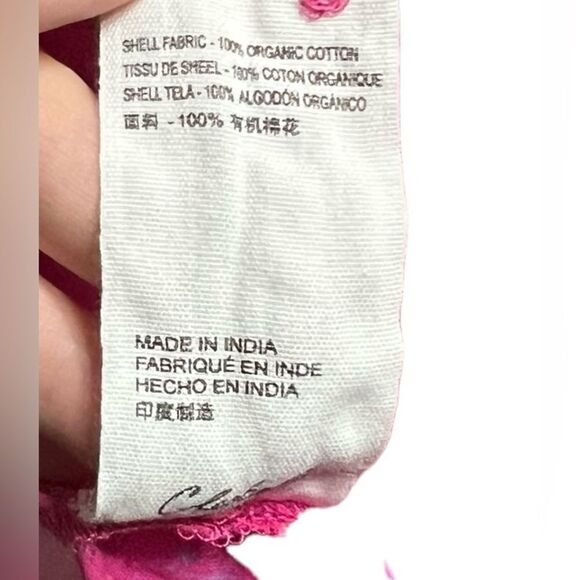 SHELL FABRIC - 100% ORGANIC COTTON
TISSU DE SHEEL - 100% COTON ORGANIQUE
SHELL TELA - 100% ALGODÓN ORGÁNICO
面料 - 100% 有机棉花
MADE IN INDIA
FABRIQUÉ EN INDE
HECHO EN INDIA
印度制造